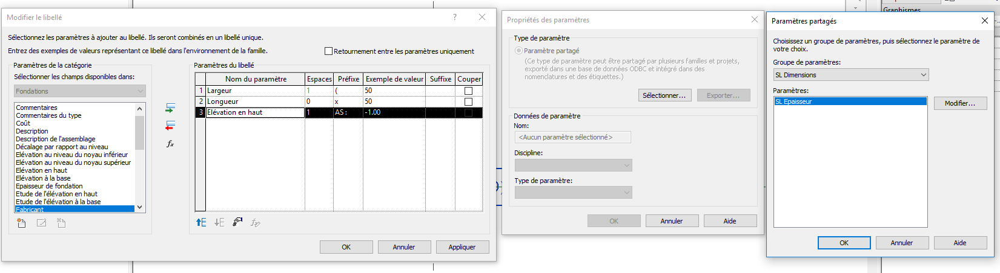 Modifier le libellé
Sélectionnez les paramètres à ajouter au libellé. Ils seront combinés en un libellé unique.
Entrez des exemples de valeurs représentant ce libellé dans l'environnement de la famille.
Retournement entre les paramètres uniquement
Paramètres de la catégorie
Sélectionner les champs disponibles dans:
Fondations
Commentaires
Commentaires du type
Coût
Description
Description de l'assemblage
Décalage par rapport au niveau
Elévation au niveau du noyau inférieur
Elévation au niveau du noyau supérieur
Elévation en haut
Elévation à la base
Epaisseur de fondation
Etude de l'élévation en haut
Etude de l'élévation à la base
Fabricant
Paramètres du libellé
Nom du paramètre Espaces Préfixe Exemple de valeur Suffixe Couper
1 Largeur 1 ( 50
2 Longueur 0 x 50
3 Elévation en haut 1 AS : -1.00
OK Annuler Appliquer
Propriétés des paramètres
Type de paramètre
Paramètre partagé
(Ce type de paramètre peut être partagé par plusieurs familles et projets,
exporté dans une base de données ODBC et intégré dans des
nomenclatures et des étiquettes.)
Sélectionner... Exporter...
Données de paramètre
Nom:
<Aucun paramètre sélectionné>
Discipline:
Type de paramètre:
OK Annuler Aide
Graphismes
Paramètres partagés
Choisissez un groupe de paramètres, puis sélectionnez le paramètre de
votre choix.
Groupe de paramètres:
SL Dimensions
Paramètres:
SL Epaisseur
Modifier...
OK Annuler Aide